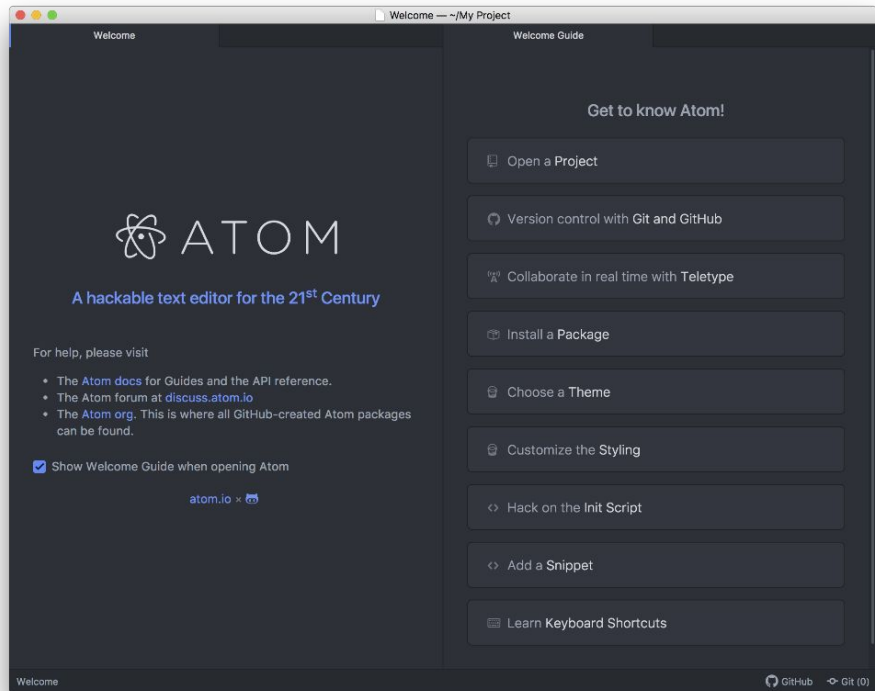 Welcome — ~/My Project
Welcome
Welcome Guide
ATOM
A hackable text editor for the 21st Century
For help, please visit
• The Atom docs for Guides and the API reference.
• The Atom forum at discuss.atom.io
• The Atom org. This is where all GitHub-created Atom packages
can be found.
Show Welcome Guide when opening Atom
atom.io ×
Get to know Atom!
Open a Project
Version control with Git and GitHub
Collaborate in real time with Teletype
Install a Package
Choose a Theme
Customize the Styling
Hack on the Init Script
Add a Snippet
Learn Keyboard Shortcuts
Welcome
GitHub
Git (0)